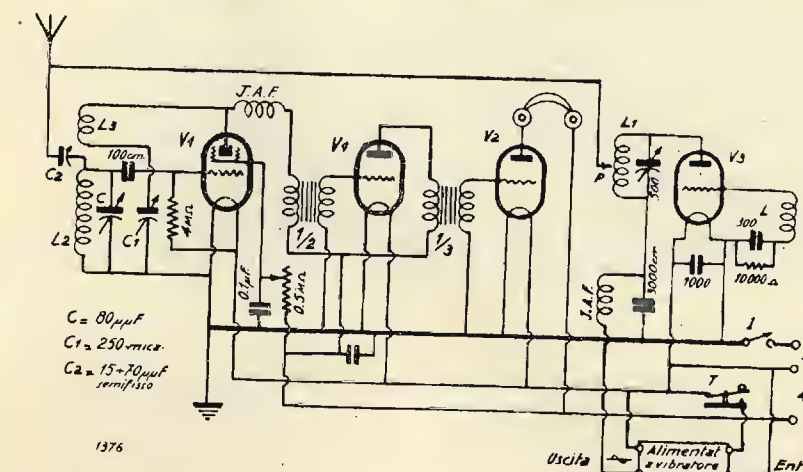 J.A.F.
L3
V1
V4
V2
L1
V3
100cm.
C2
P
500
C
4MΩ
L2
C1
1/2
1/3
300
L
0.1µF
0.5MΩ
J.A.F.
3000cm
1000
10000Ω
I
C = 80µµF
C1 = 250 mica.
C2 = 15÷70µµF
semifisso
T
1376
Uscita
Alimentat
a vibratore
Ent